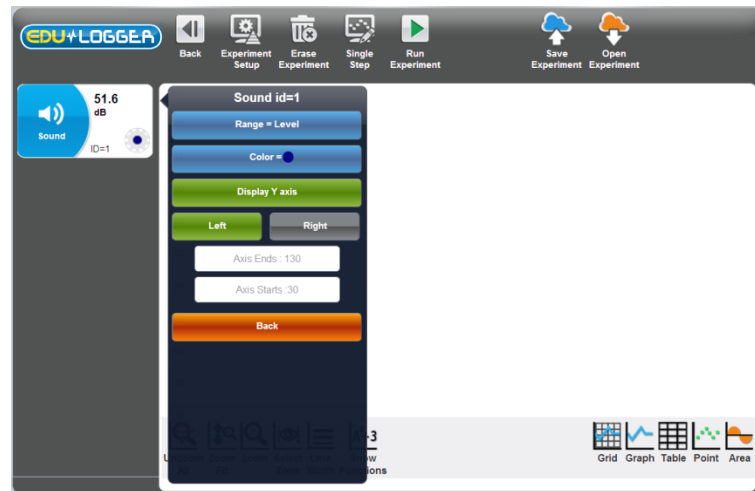 EDU LOGGER
Back
Experiment Setup
Erase Experiment
Single Step
Run Experiment
Save Experiment
Open Experiment
51.6
dB
Sound
ID=1
Sound id=1
Range = Level
Color =
Display Y axis
Left Right
Axis Ends : 130
Axis Starts :30
Back
Grid Graph Table Point Area